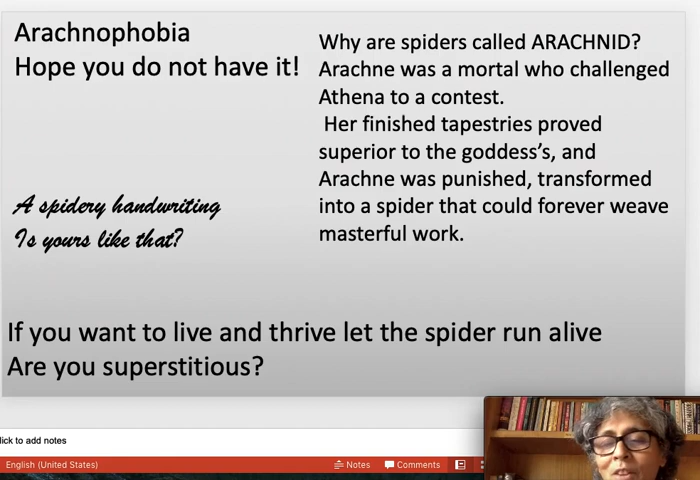 Arachnophobia
Hope you do not have it!
Why are spiders called ARACHNID?
Arachne was a mortal who challenged
Athena to a contest.
Her finished tapestries proved
superior to the goddess's, and
Arachne was punished, transformed
into a spider that could forever weave
masterful work.
A spidery handwriting
Is yours like that?
If you want to live and thrive let the spider run alive
Are you superstitious?
lick to add notes
English (United States)
Notes
Comments